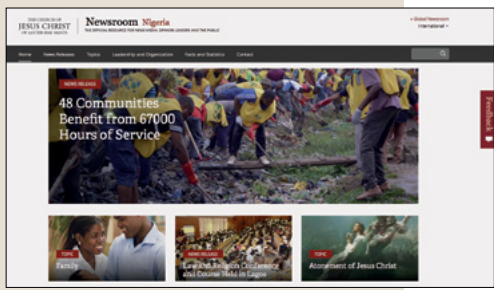 THE CHURCH OF
JESUS CHRIST
OF LATTER-DAY SAINTS
Newsroom Nigeria
THE OFFICIAL RESOURCE FOR NEWS MEDIA, OPINION LEADERS AND THE PUBLIC
Global Newsroom
International
Home News Releases Topics Leadership and Organization Facts and Statistics Contact
NEWS RELEASE
48 Communities
Benefit from 67000
Hours of Service
Feedback
TOPIC
Family
NEWS RELEASE
Law and Religion Conference
and Course Held in Lagos
TOPIC
Atonement of Jesus Christ